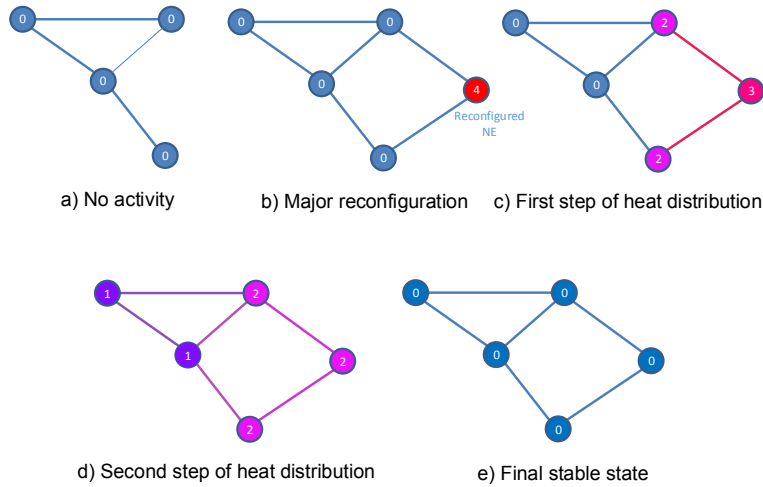 0 0
0
0
a) No activity
0 0
0
4
Reconfigured
NE
0
b) Major reconfiguration
0 2
0
3
2
c) First step of heat distribution
1 2
1
2
2
d) Second step of heat distribution
0 0
0
0
0
e) Final stable state